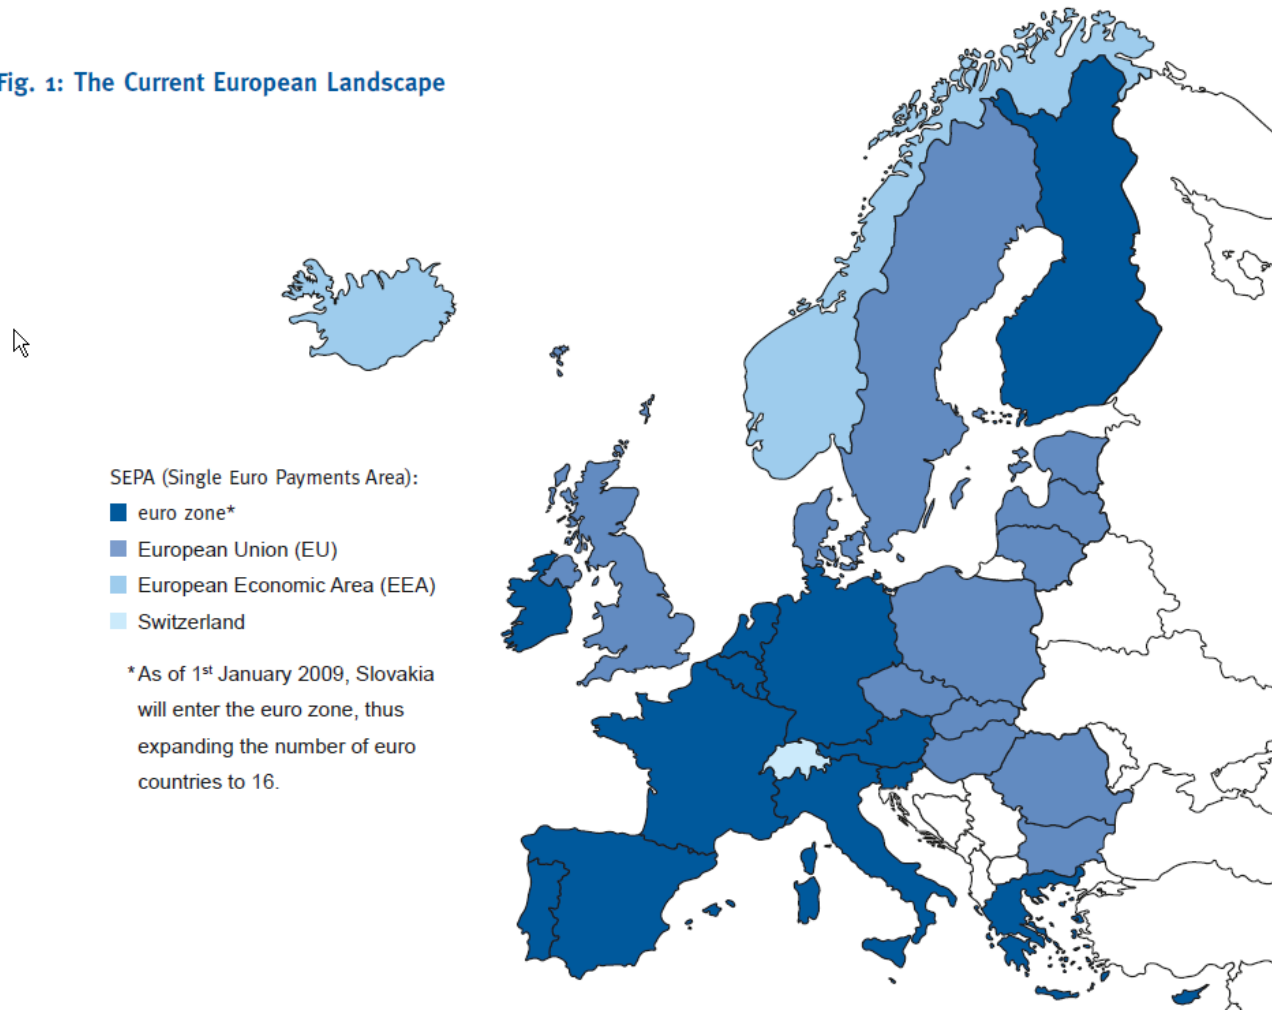 Fig. 1: The Current European Landscape
SEPA (Single Euro Payments Area):
euro zone*
European Union (EU)
European Economic Area (EEA)
Switzerland
* As of 1st January 2009, Slovakia
will enter the euro zone, thus
expanding the number of euro
countries to 16.